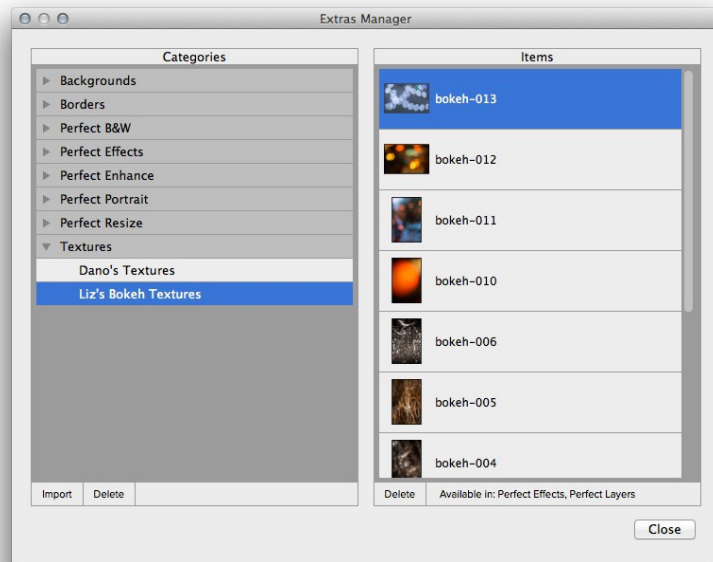 Extras Manager
Categories
Backgrounds
Borders
Perfect B&W
Perfect Effects
Perfect Enhance
Perfect Portrait
Perfect Resize
Textures
Dano's Textures
Liz's Bokeh Textures
Import Delete
Items
bokeh-013
bokeh-012
bokeh-011
bokeh-010
bokeh-006
bokeh-005
bokeh-004
Delete Available in: Perfect Effects, Perfect Layers
Close